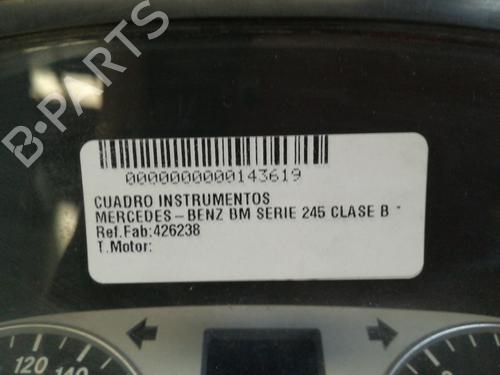 B-PARTS
0000000000143619
CUADRO INSTRUMENTOS
MERCEDES-BENZ BM SERIE 245 CLASE B
Ref.Fab:426238
T.Motor:
120
140